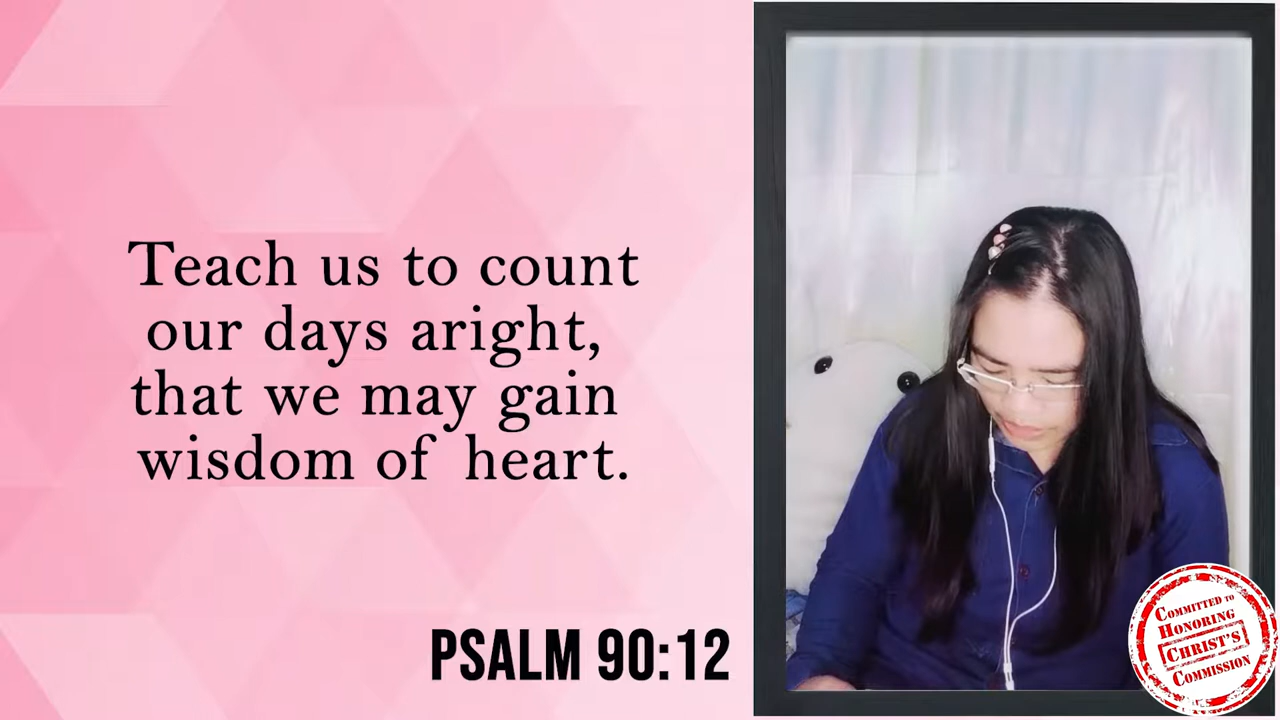 Teach us to count
our days aright,
that we may gain
wisdom of heart.
PSALM 90:12
COMMITTED TO
HONORING
CHRIST'S
COMMISSION